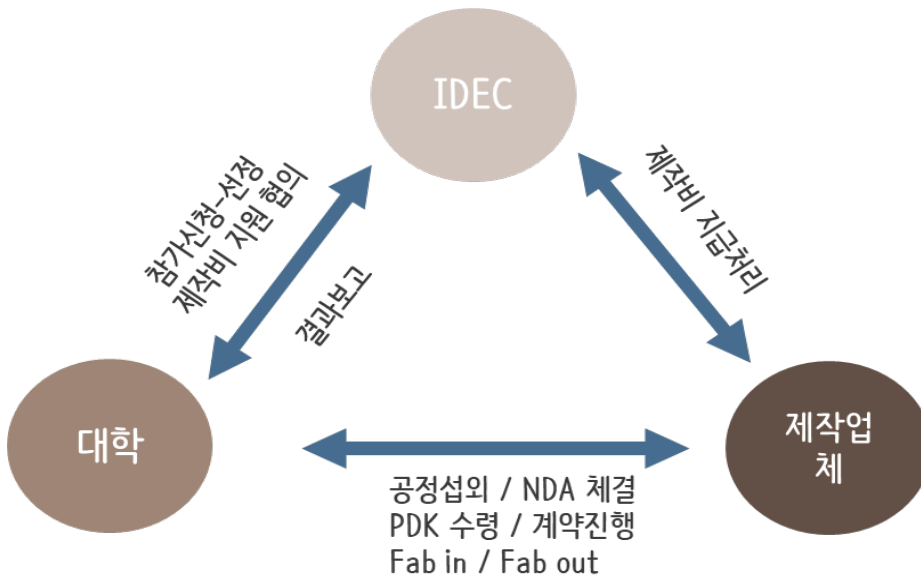 IDEC
참가신청-선정
제작비 지원 협의
결과보고
제작비 지급처리
대학
제작업
체
공정섭외 / NDA 체결
PDK 수령 / 계약진행
Fab in / Fab out